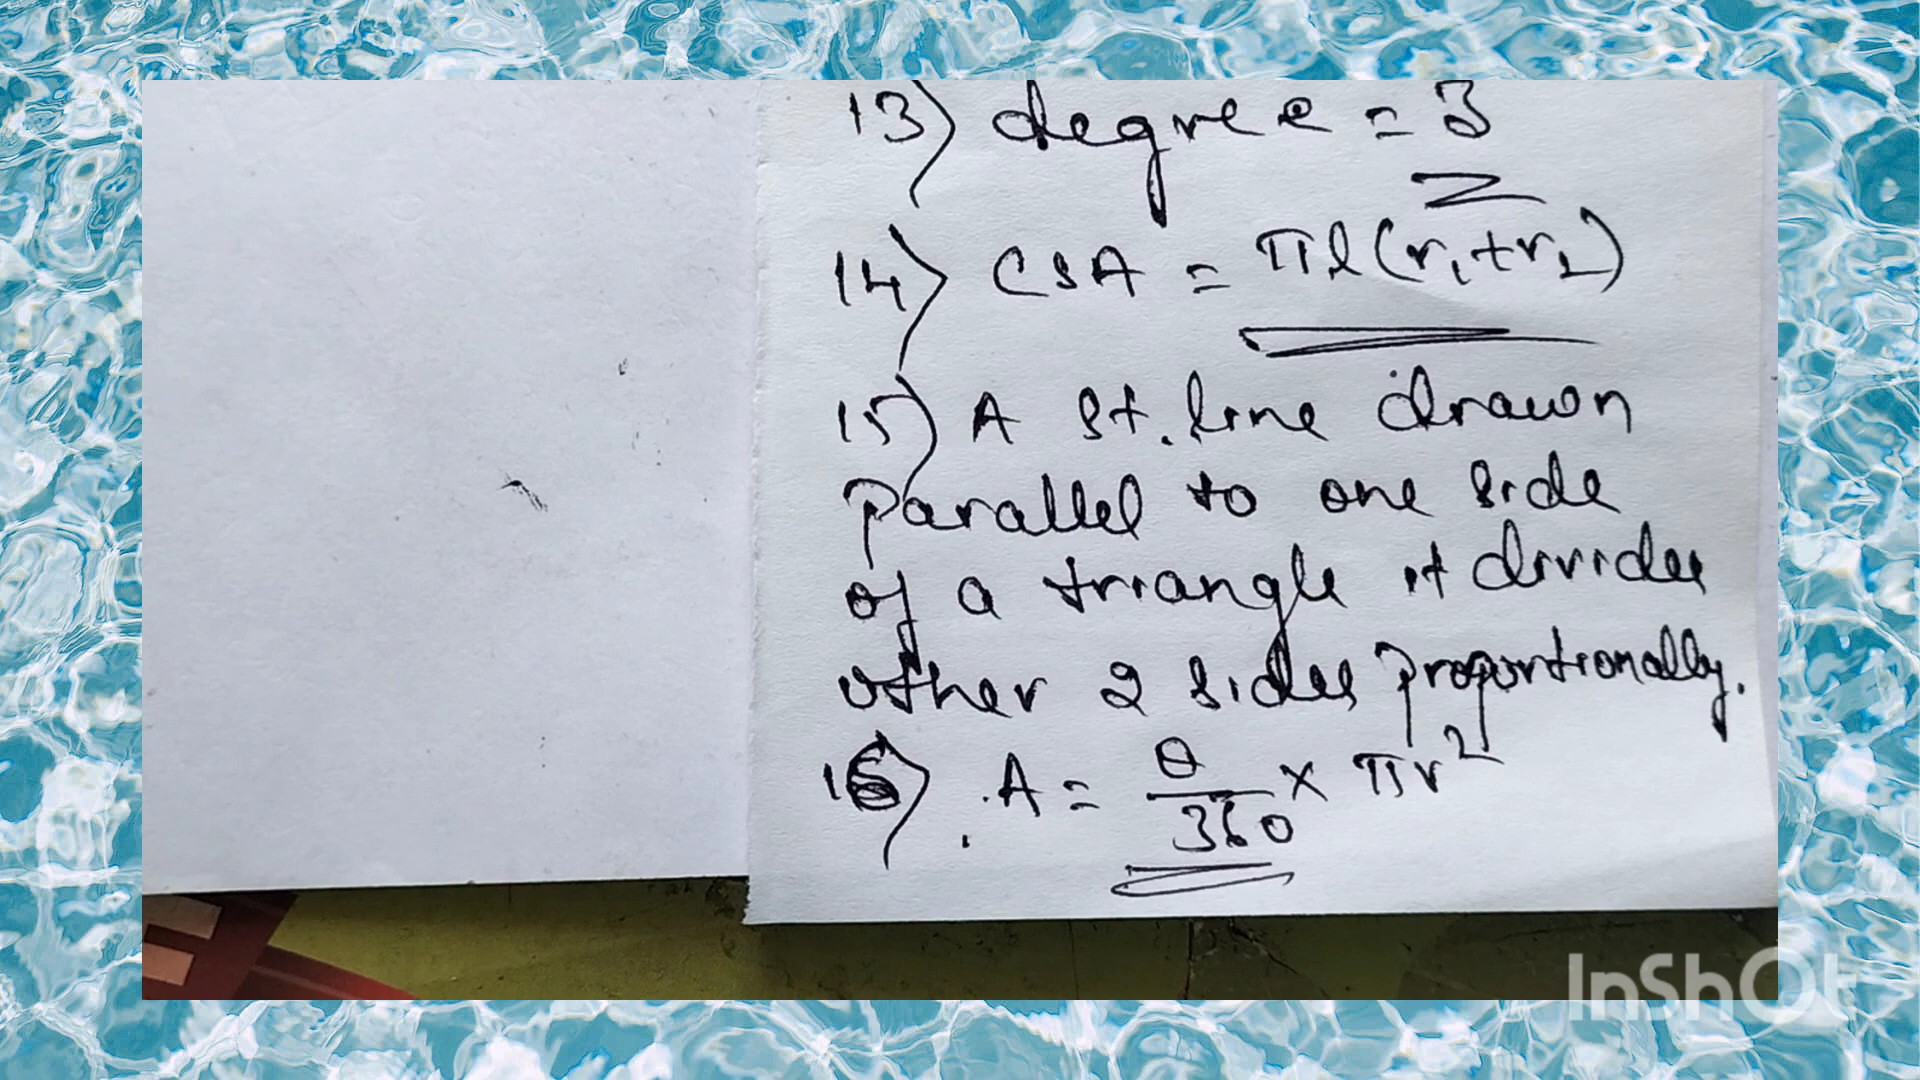 13) degree = 3
14) CSA = πl(r₁+r₂)
15) A St. line drawn
parallel to one side
of a triangle it divides
other 2 sides proportionally.
16) A = θ/360 × πr²
InShOt